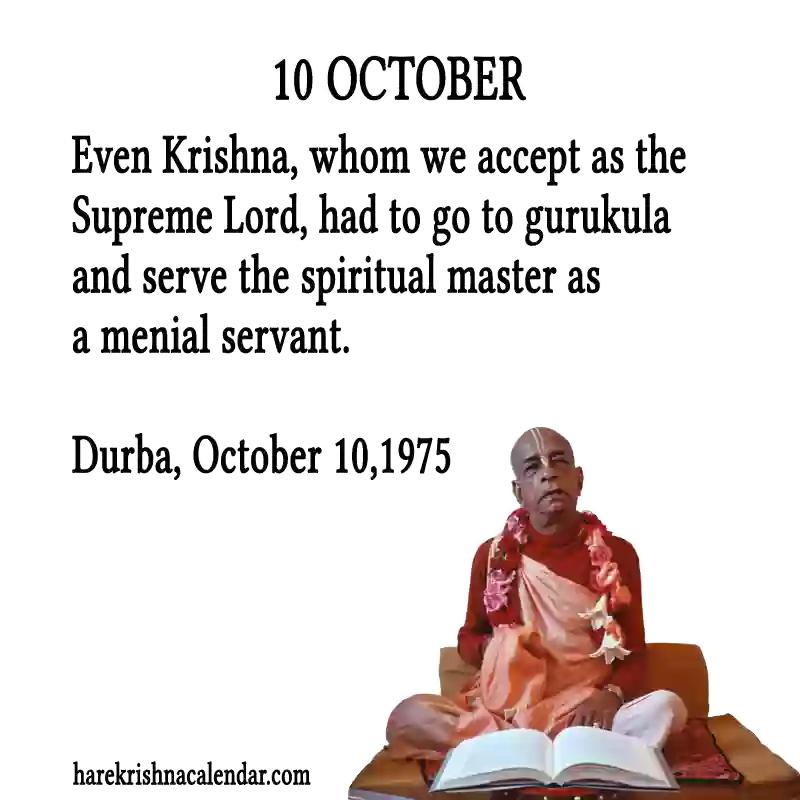 10 OCTOBER
Even Krishna, whom we accept as the
Supreme Lord, had to go to gurukula
and serve the spiritual master as
a menial servant.
Durba, October 10,1975
harekrishnacalendar.com